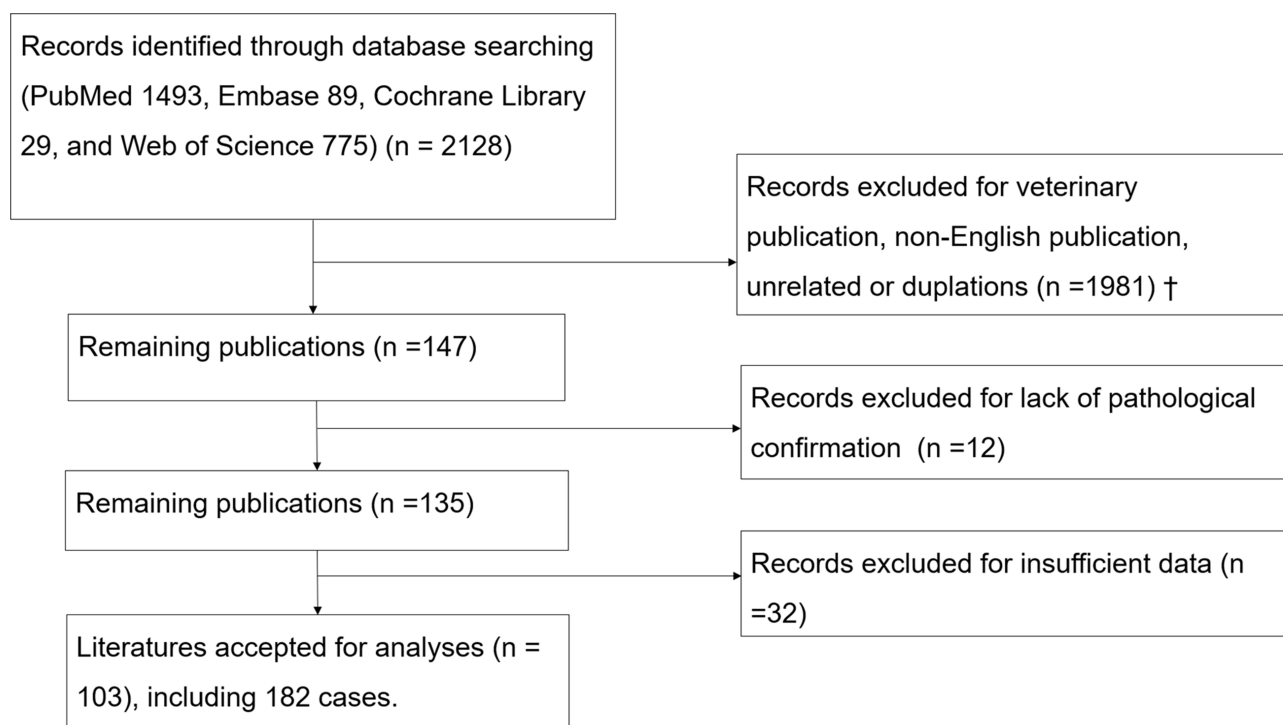 Records identified through database searching
(PubMed 1493, Embase 89, Cochrane Library
29, and Web of Science 775) (n = 2128)
Records excluded for veterinary
publication, non-English publication,
unrelated or duplations (n =1981) †
Remaining publications (n =147)
Records excluded for lack of pathological
confirmation  (n =12)
Remaining publications (n =135)
Records excluded for insufficient data (n
=32)
Literatures accepted for analyses (n =
103), including 182 cases.